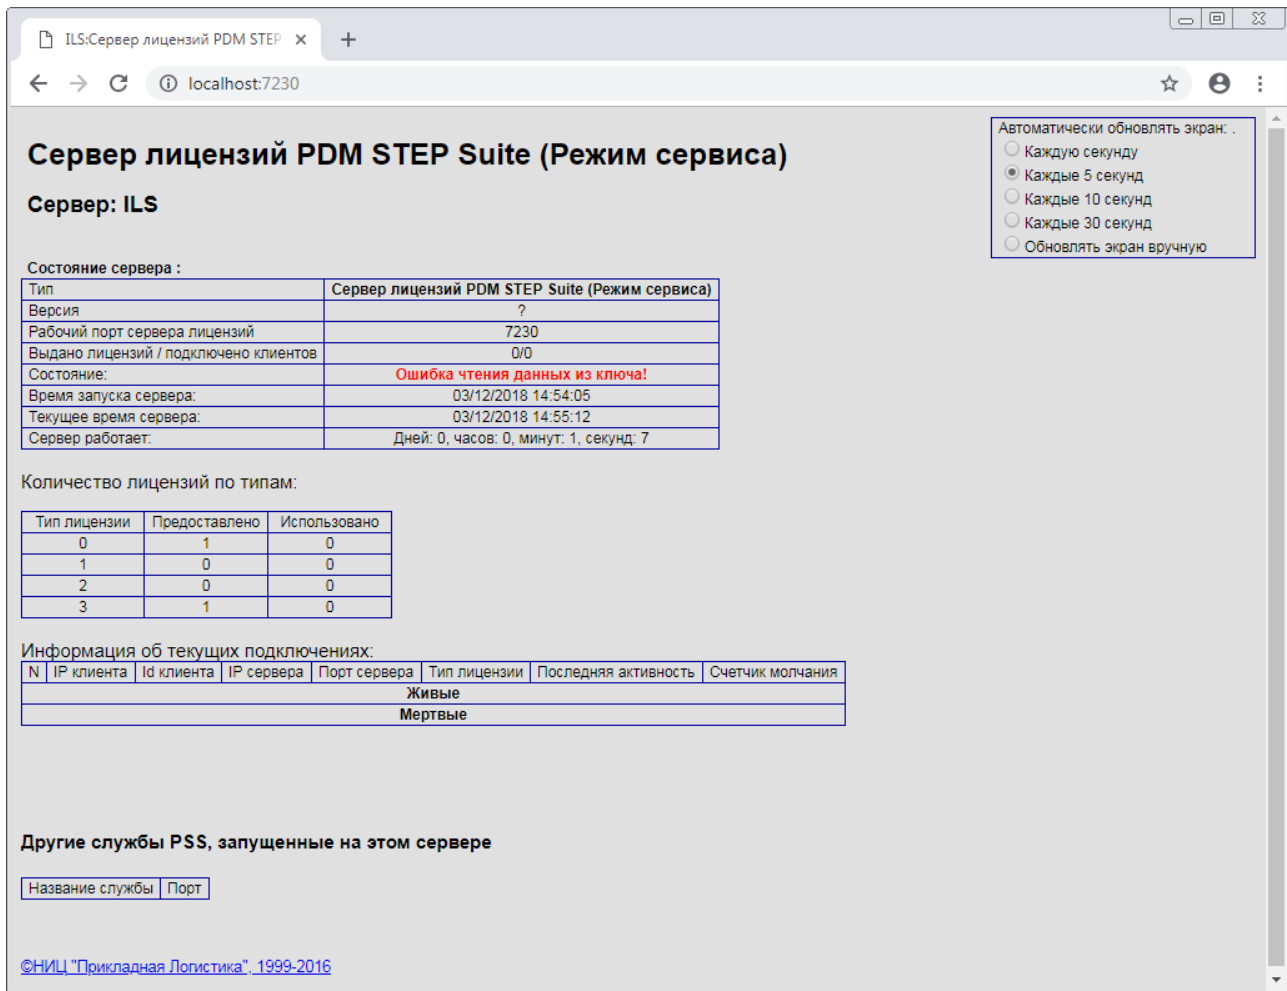 ILS:Сервер лицензий PDM STEP
localhost:7230
Автоматически обновлять экран: .
Каждую секунду
Каждые 5 секунд
Каждые 10 секунд
Каждые 30 секунд
Обновлять экран вручную
Сервер лицензий PDM STEP Suite (Режим сервиса)
Сервер: ILS
Состояние сервера :
Тип Сервер лицензий PDM STEP Suite (Режим сервиса)
Версия ?
Рабочий порт сервера лицензий 7230
Выдано лицензий / подключено клиентов 0/0
Состояние: Ошибка чтения данных из ключа!
Время запуска сервера: 03/12/2018 14:54:05
Текущее время сервера: 03/12/2018 14:55:12
Сервер работает: Дней: 0, часов: 0, минут: 1, секунд: 7
Количество лицензий по типам:
Тип лицензии Предоставлено Использовано
0 1 0
1 0 0
2 0 0
3 1 0
Информация об текущих подключениях:
N IP клиента Id клиента IP сервера Порт сервера Тип лицензии Последняя активность Счетчик молчания
Живые
Мертвые
Другие службы PSS, запущенные на этом сервере
Название службы Порт
©НИЦ "Прикладная Логистика", 1999-2016